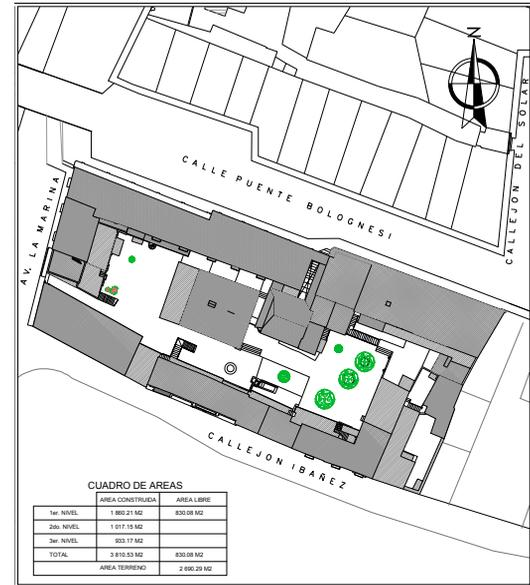 N
CALLEJON DEL SOLAR
CALLE PUENTE BOLOGNESI
AV. LA MARINA
CALLEJON IBAÑEZ
CUADRO DE AREAS
AREA CONSTRUIDA AREA LIBRE
1er. NIVEL 1 860.21 M2 830.08 M2
2do. NIVEL 1 017.15 M2
3er. NIVEL 933.17 M2
TOTAL 3 810.53 M2 830.08 M2
AREA TERRENO 2 690.29 M2